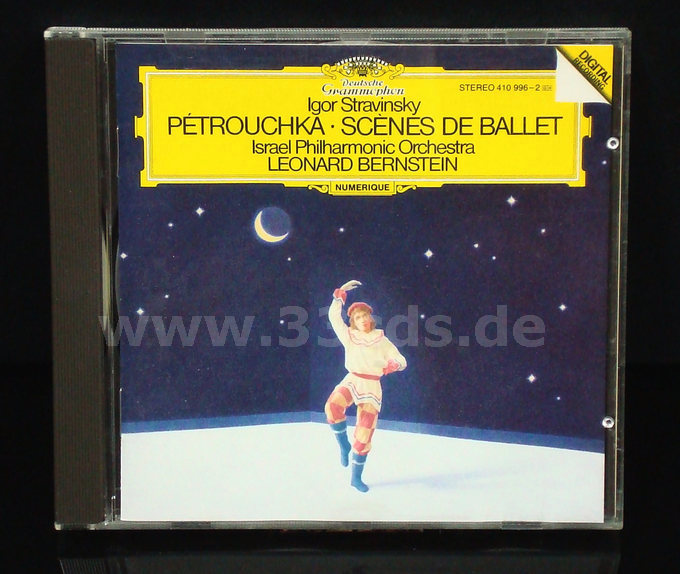 Deutsche
Grammophon
STEREO 410 996-2
DIGITAL
RECORDING
Igor Stravinsky
PÉTROUCHKA · SCÈNES DE BALLET
Israel Philharmonic Orchestra
LEONARD BERNSTEIN
NUMERIQUE
www.33cds.de